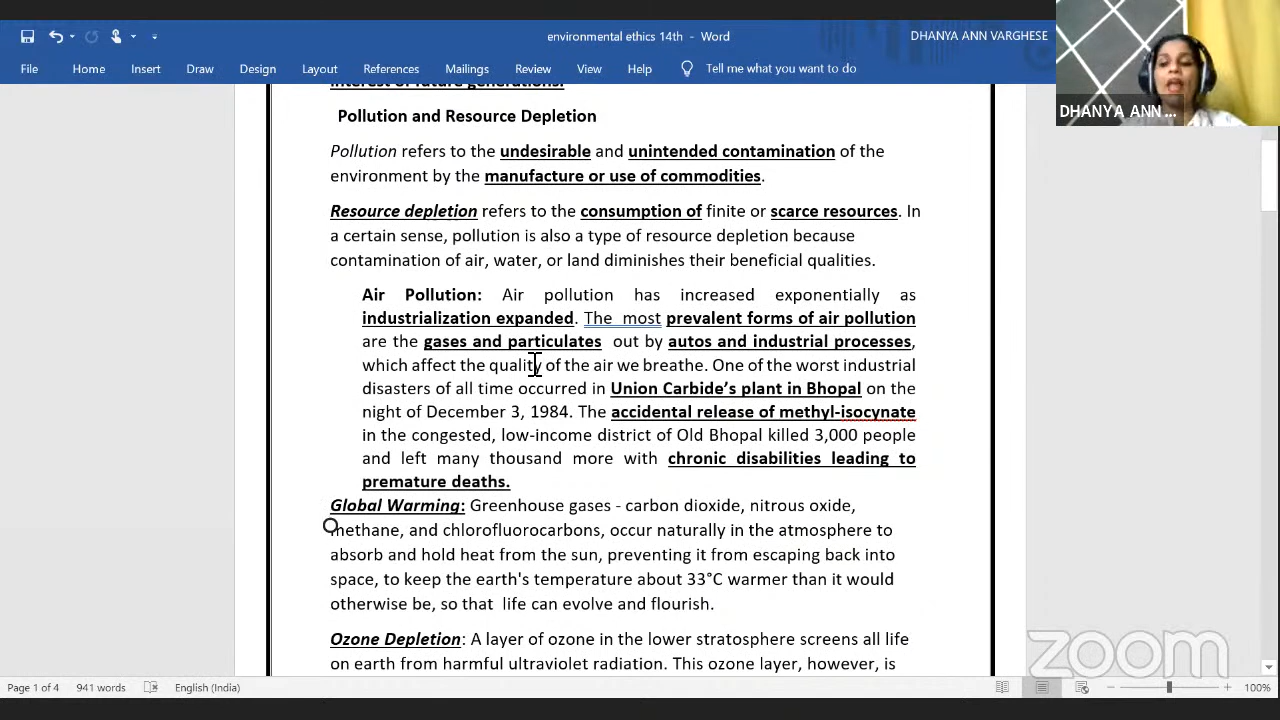 environmental ethics 14th - Word
DHANYA ANN VARGHESE
File Home Insert Draw Design Layout References Mailings Review View Help Tell me what you want to do
DHANYA ANN ...
interest of future generations.
Pollution and Resource Depletion
Pollution refers to the undesirable and unintended contamination of the
environment by the manufacture or use of commodities.
Resource depletion refers to the consumption of finite or scarce resources. In
a certain sense, pollution is also a type of resource depletion because
contamination of air, water, or land diminishes their beneficial qualities.
Air Pollution: Air pollution has increased exponentially as
industrialization expanded. The most prevalent forms of air pollution
are the gases and particulates out by autos and industrial processes,
which affect the quality of the air we breathe. One of the worst industrial
disasters of all time occurred in Union Carbide's plant in Bhopal on the
night of December 3, 1984. The accidental release of methyl-isocynate
in the congested, low-income district of Old Bhopal killed 3,000 people
and left many thousand more with chronic disabilities leading to
premature deaths.
Global Warming: Greenhouse gases - carbon dioxide, nitrous oxide,
methane, and chlorofluorocarbons, occur naturally in the atmosphere to
absorb and hold heat from the sun, preventing it from escaping back into
space, to keep the earth's temperature about 33°C warmer than it would
otherwise be, so that life can evolve and flourish.
Ozone Depletion: A layer of ozone in the lower stratosphere screens all life
on earth from harmful ultraviolet radiation. This ozone layer, however, is
zoom
Page 1 of 4 941 words English (India) 100%